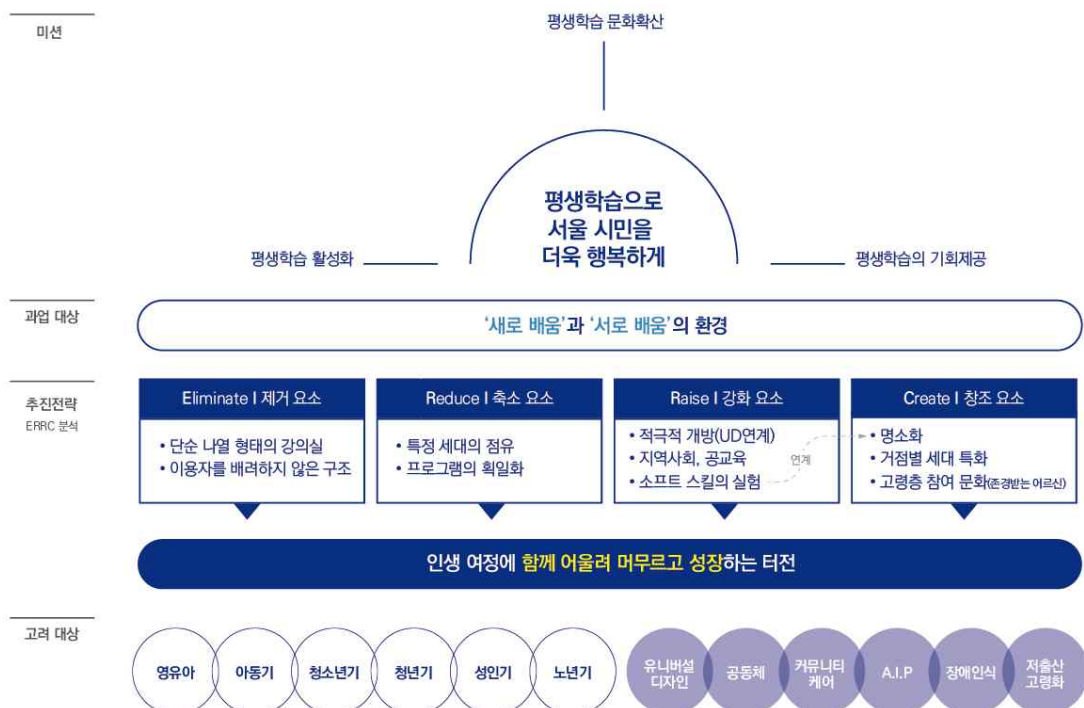 미션
평생학습 문화확산
평생학습으로
서울 시민을
더욱 행복하게
평생학습 활성화
평생학습의 기회제공
과업 대상
‘새로 배움’과 ‘서로 배움’의 환경
추진전략
ERRC 분석
Eliminate I 제거 요소
• 단순 나열 형태의 강의실
• 이용자를 배려하지 않은 구조
Reduce I 축소 요소
• 특정 세대의 점유
• 프로그램의 획일화
Raise I 강화 요소
• 적극적 개방(UD연계)
• 지역사회, 공교육
• 소프트 스킬의 실험
연계
Create I 창조 요소
• 명소화
• 거점별 세대 특화
• 고령층 참여 문화(존경받는 어르신)
인생 여정에 함께 어울려 머무르고 성장하는 터전
고려 대상
영유아
아동기
청소년기
청년기
성인기
노년기
유니버설
디자인
공동체
커뮤니티
케어
A.I.P
장애인식
저출산
고령화